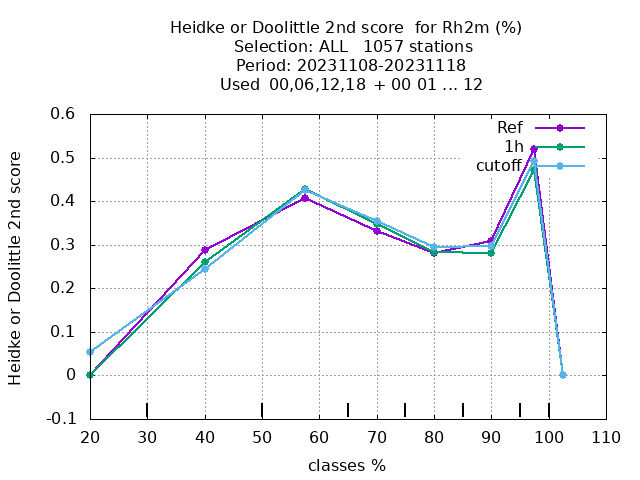 Heidke or Doolittle 2nd score  for Rh2m (%)
Selection: ALL   1057 stations
Period: 20231108-20231118
Used  00,06,12,18  + 00 01 ... 12
Ref
1h
cutoff
Heidke or Doolittle 2nd score
0.6
0.5
0.4
0.3
0.2
0.1
0
-0.1
20 30 40 50 60 70 80 90 100 110
classes %